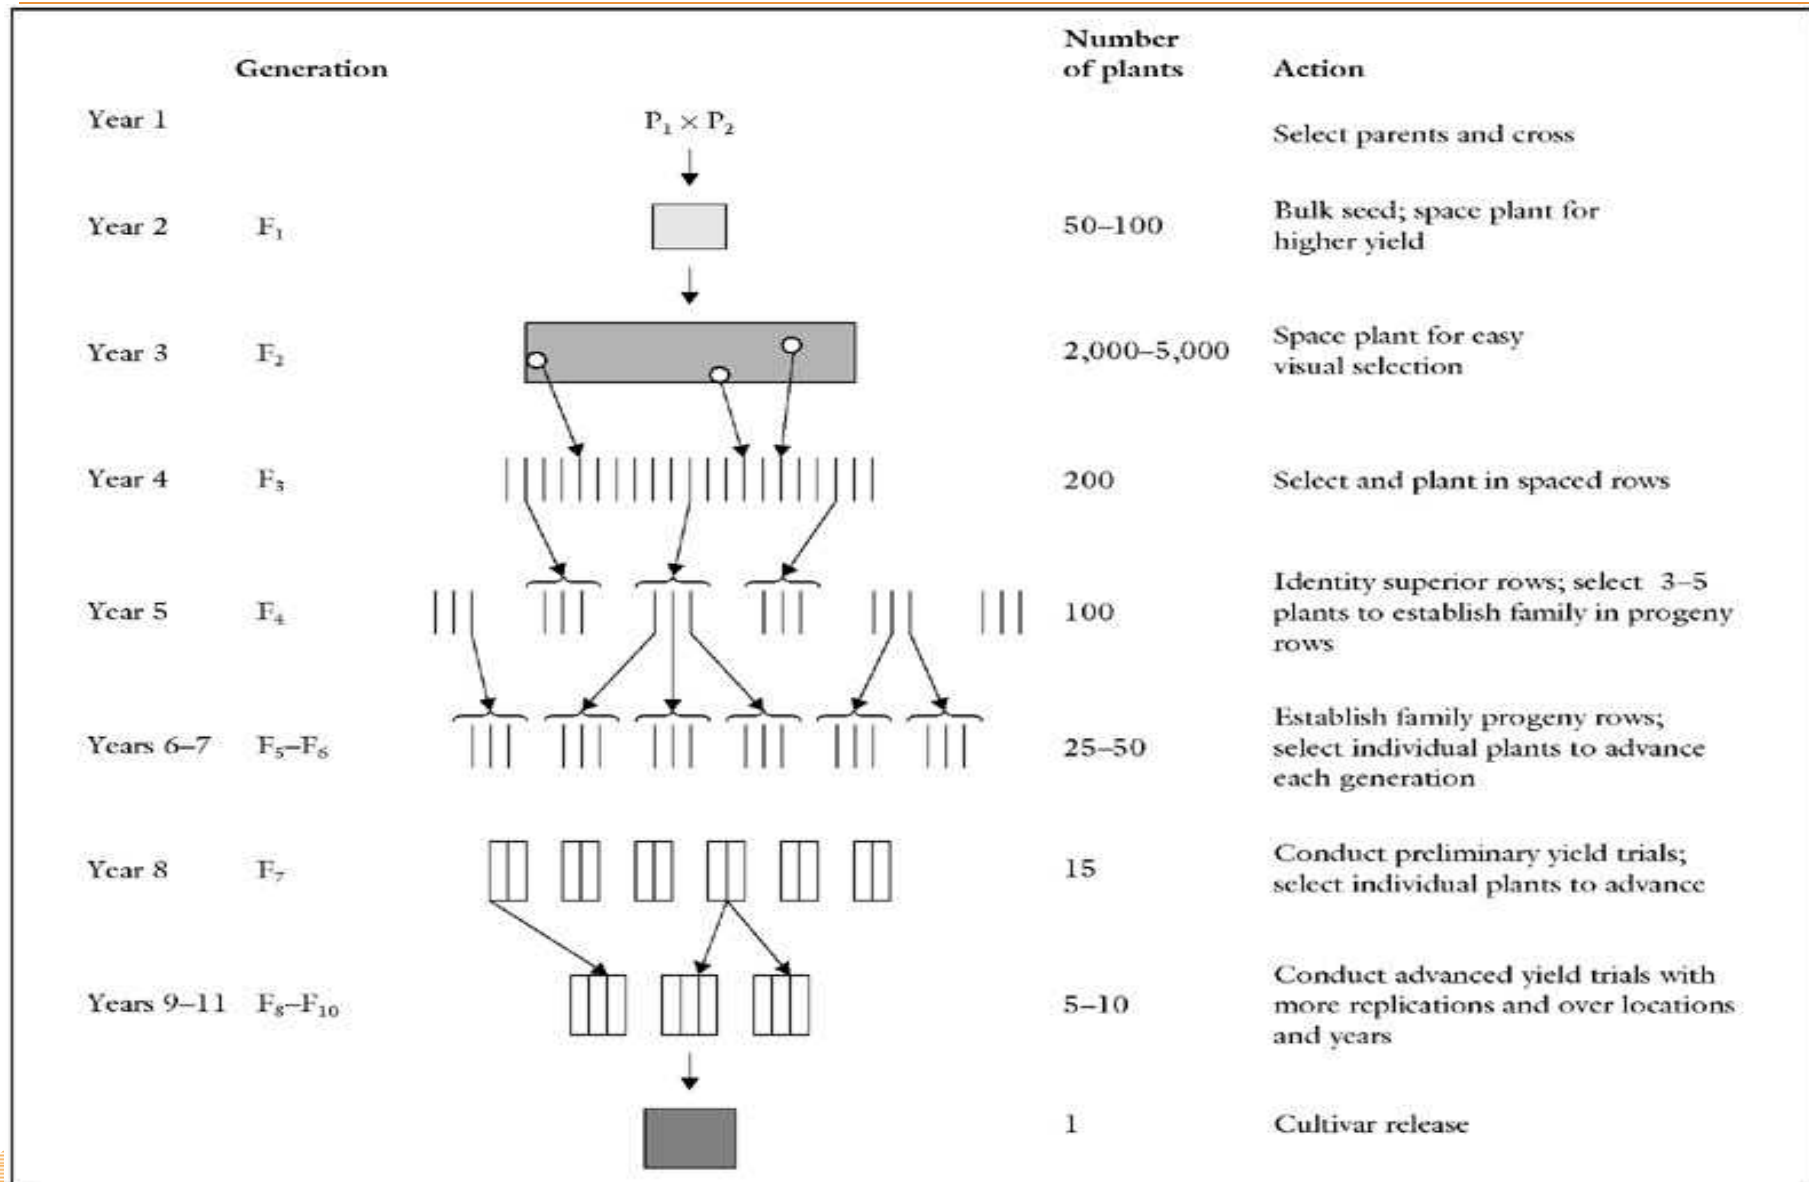 Number
Generation of plants Action
Year 1 P₁ × P₂ Select parents and cross
Year 2 F₁ 50–100 Bulk seed; space plant for
higher yield
Year 3 F₂ 2,000–5,000 Space plant for easy
visual selection
Year 4 F₃ 200 Select and plant in spaced rows
Year 5 F₄ 100 Identity superior rows; select 3–5
plants to establish family in progeny
rows
Years 6–7 F₅–F₆ 25–50 Establish family progeny rows;
select individual plants to advance
each generation
Year 8 F₇ 15 Conduct preliminary yield trials;
select individual plants to advance
Years 9–11 F₈–F₁₀ 5–10 Conduct advanced yield trials with
more replications and over locations
and years
1 Cultivar release